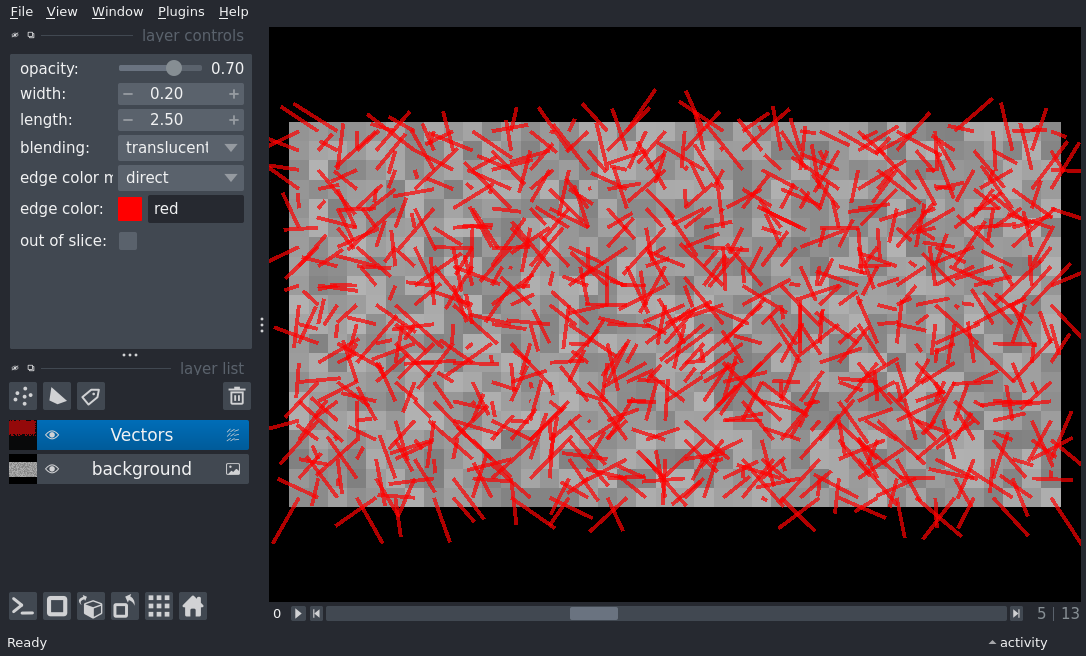 File View Window Plugins Help
layer controls
opacity: 0.70
width: 0.20
length: 2.50
blending: translucent
edge color m direct
edge color: red
out of slice:
layer list
Vectors
background
0 5 | 13
Ready activity